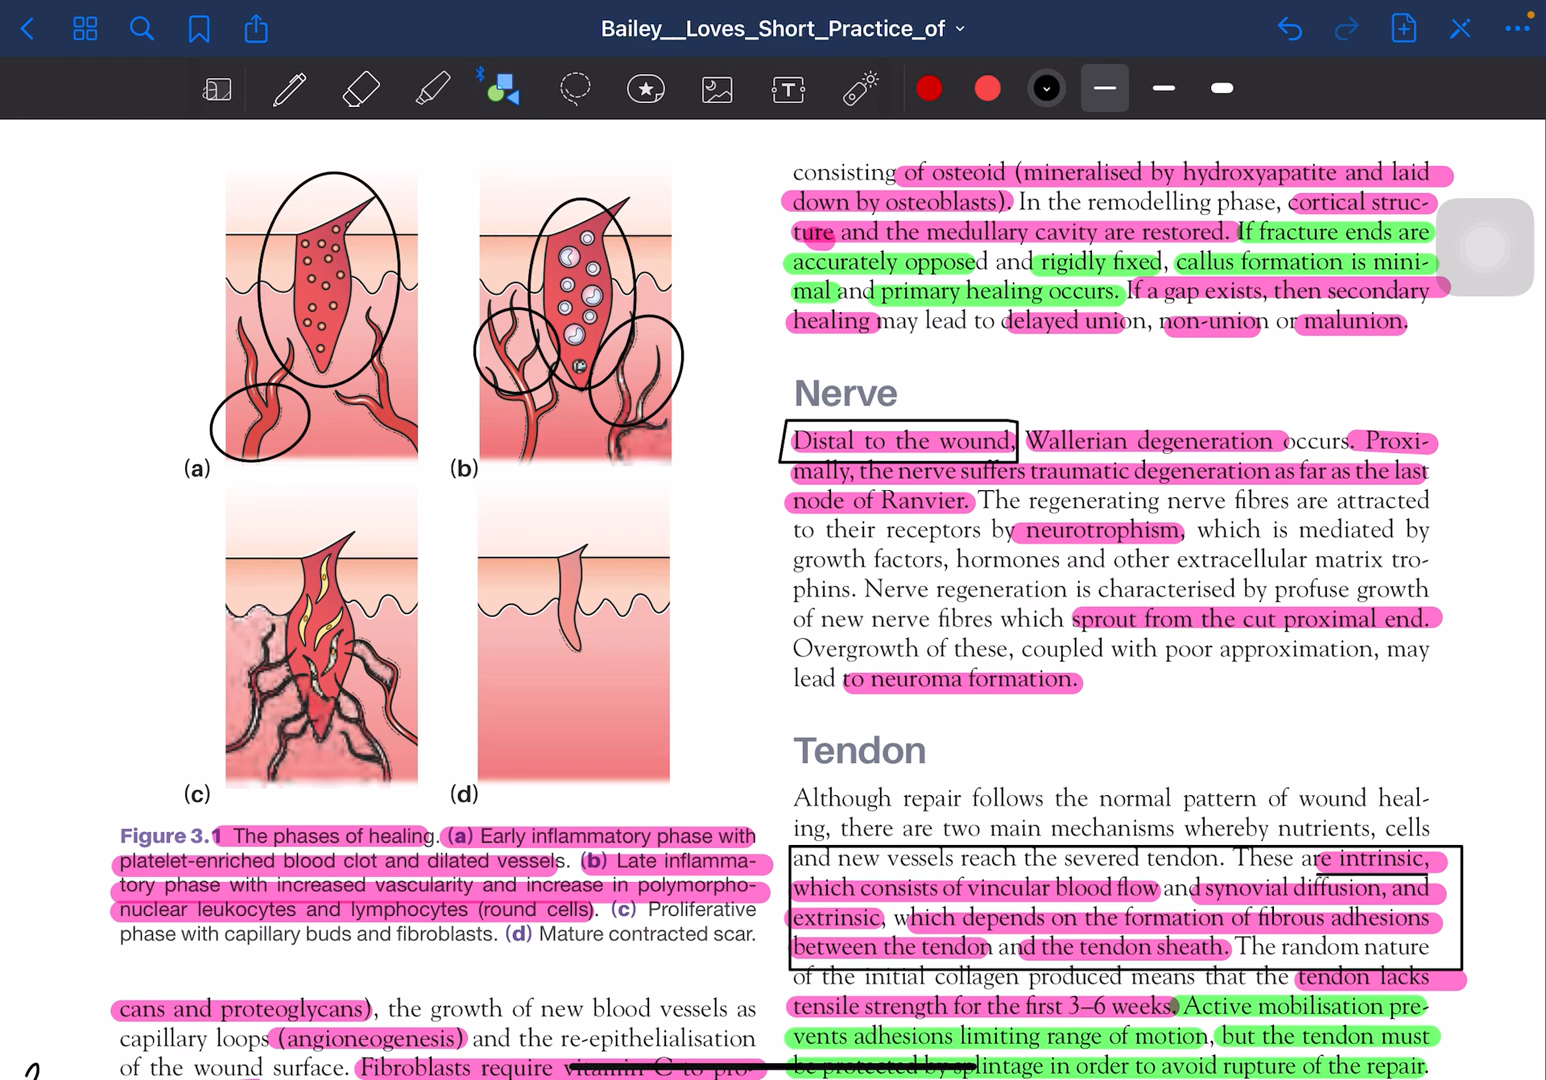 Bailey__Loves_Short_Practice_of
T
(a)
(b)
(c)
(d)
Figure 3.1 The phases of healing. (a) Early inflammatory phase with
platelet-enriched blood clot and dilated vessels. (b) Late inflamma-
tory phase with increased vascularity and increase in polymorpho-
nuclear leukocytes and lymphocytes (round cells). (c) Proliferative
phase with capillary buds and fibroblasts. (d) Mature contracted scar.
cans and proteoglycans), the growth of new blood vessels as
capillary loops (angioneogenesis) and the re-epithelialisation
of the wound surface. Fibroblasts require vitamin C to pro-
consisting of osteoid (mineralised by hydroxyapatite and laid
down by osteoblasts). In the remodelling phase, cortical struc-
ture and the medullary cavity are restored. If fracture ends are
accurately opposed and rigidly fixed, callus formation is mini-
mal and primary healing occurs. If a gap exists, then secondary
healing may lead to delayed union, non-union or malunion.
Nerve
Distal to the wound, Wallerian degeneration occurs. Proxi-
mally, the nerve suffers traumatic degeneration as far as the last
node of Ranvier. The regenerating nerve fibres are attracted
to their receptors by neurotrophism, which is mediated by
growth factors, hormones and other extracellular matrix tro-
phins. Nerve regeneration is characterised by profuse growth
of new nerve fibres which sprout from the cut proximal end.
Overgrowth of these, coupled with poor approximation, may
lead to neuroma formation.
Tendon
Although repair follows the normal pattern of wound heal-
ing, there are two main mechanisms whereby nutrients, cells
and new vessels reach the severed tendon. These are intrinsic,
which consists of vincular blood flow and synovial diffusion, and
extrinsic, which depends on the formation of fibrous adhesions
between the tendon and the tendon sheath. The random nature
of the initial collagen produced means that the tendon lacks
tensile strength for the first 3–6 weeks. Active mobilisation pre-
vents adhesions limiting range of motion, but the tendon must
be protected by splintage in order to avoid rupture of the repair.